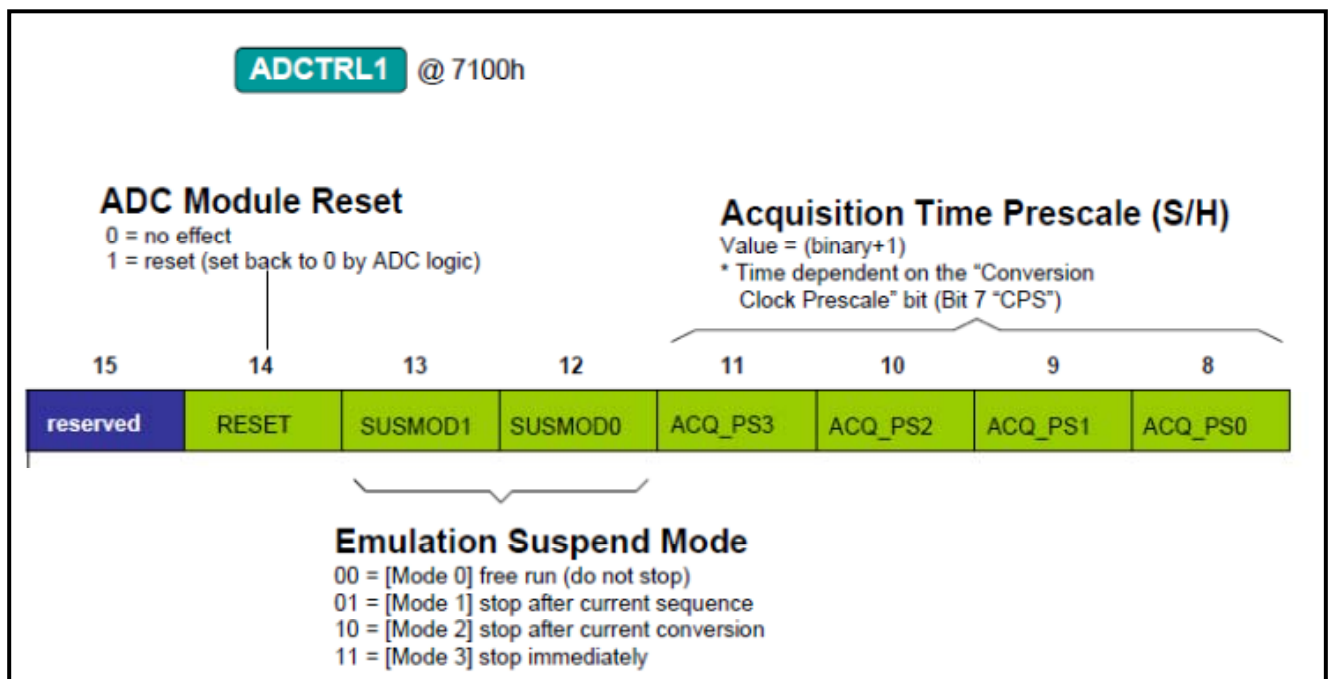 ADCTRL1 @ 7100h
ADC Module Reset
0 = no effect
1 = reset (set back to 0 by ADC logic)
Acquisition Time Prescale (S/H)
Value = (binary+1)
* Time dependent on the “Conversion
Clock Prescale” bit (Bit 7 “CPS”)
15 14 13 12 11 10 9 8
reserved RESET SUSMOD1 SUSMOD0 ACQ_PS3 ACQ_PS2 ACQ_PS1 ACQ_PS0
Emulation Suspend Mode
00 = [Mode 0] free run (do not stop)
01 = [Mode 1] stop after current sequence
10 = [Mode 2] stop after current conversion
11 = [Mode 3] stop immediately